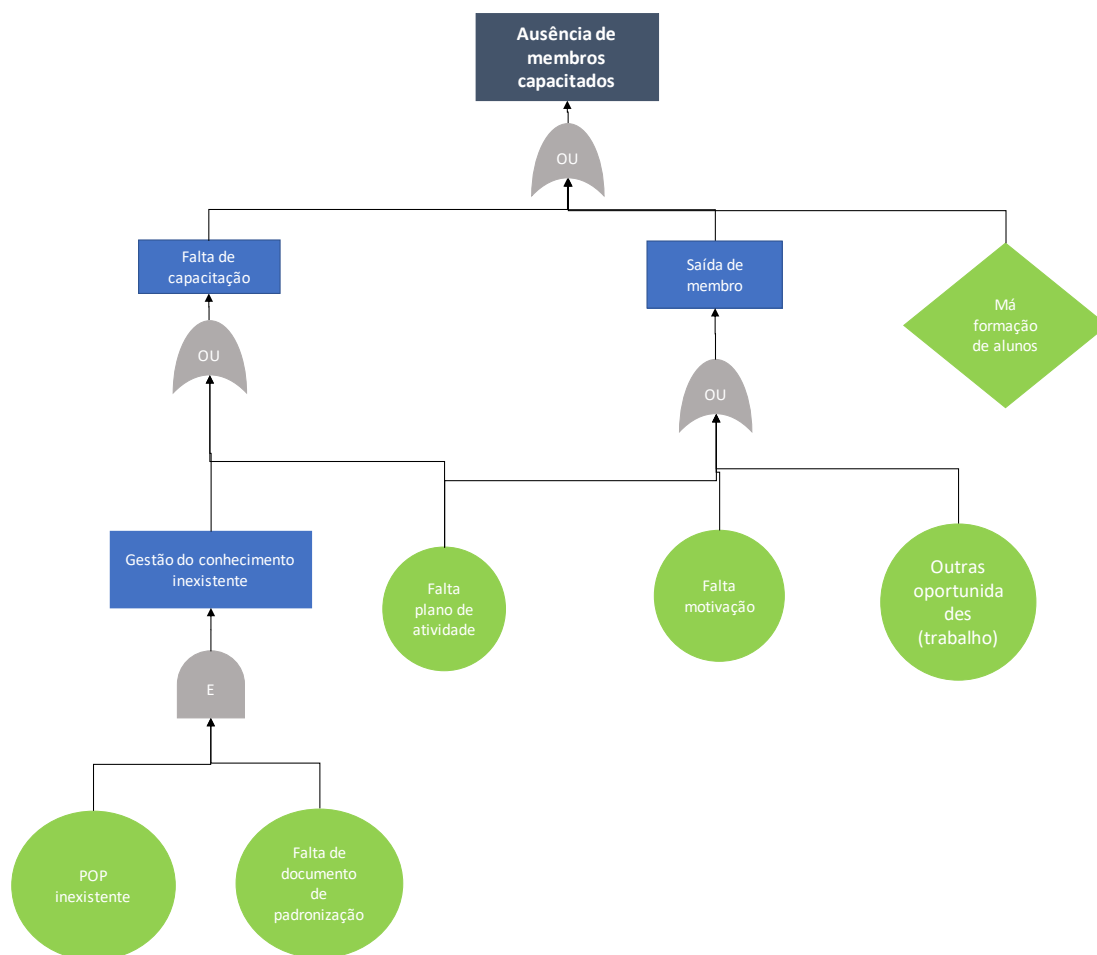 Ausência de
membros
capacitados
OU
Falta de
capacitação
Saída de
membro
Má
formação
de alunos
OU
OU
Gestão do conhecimento
inexistente
Falta
plano de
atividade
Falta
motivação
Outras
oportunida
des
(trabalho)
E
POP
inexistente
Falta de
documento
de
padronização